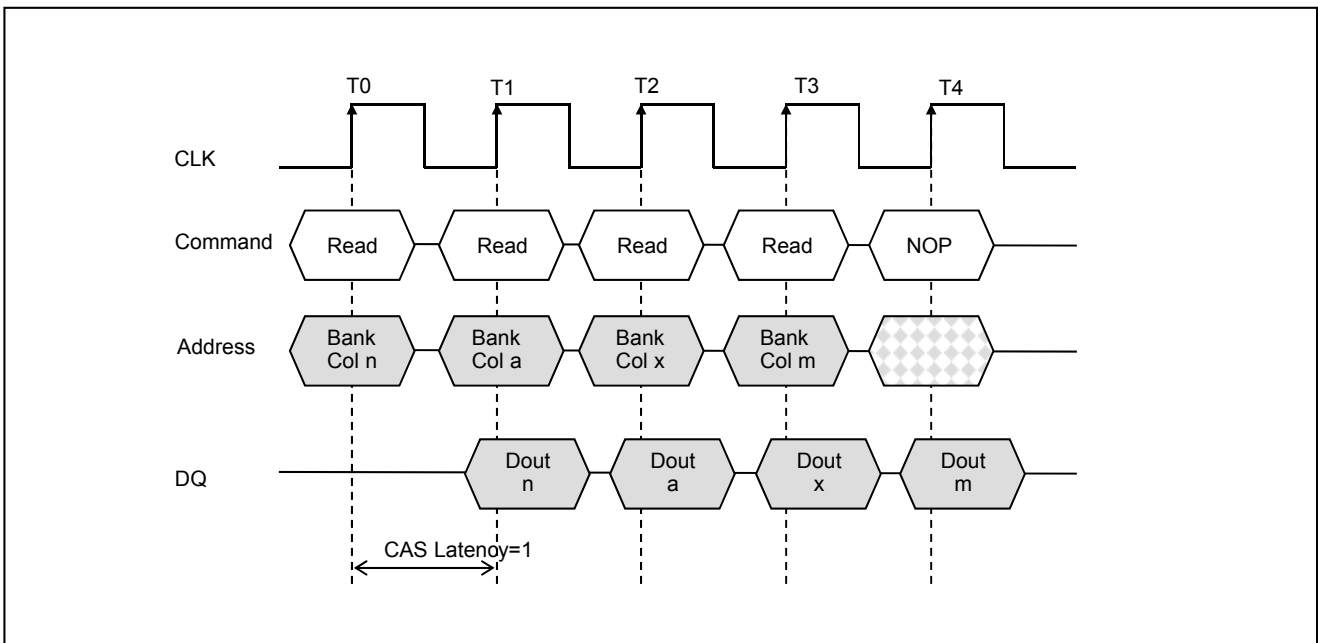 T0 T1 T2 T3 T4
CLK
Command Read Read Read Read NOP
Address
Bank Col n
Bank Col a
Bank Col x
Bank Col m
DQ
Dout n
Dout a
Dout x
Dout m
CAS Latency=1